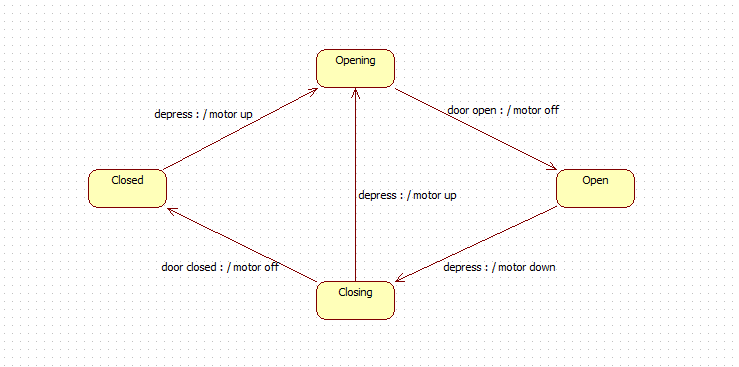 Opening
depress : / motor up
door open : / motor off
Closed
Open
depress : / motor up
door closed : / motor off
depress : / motor down
Closing